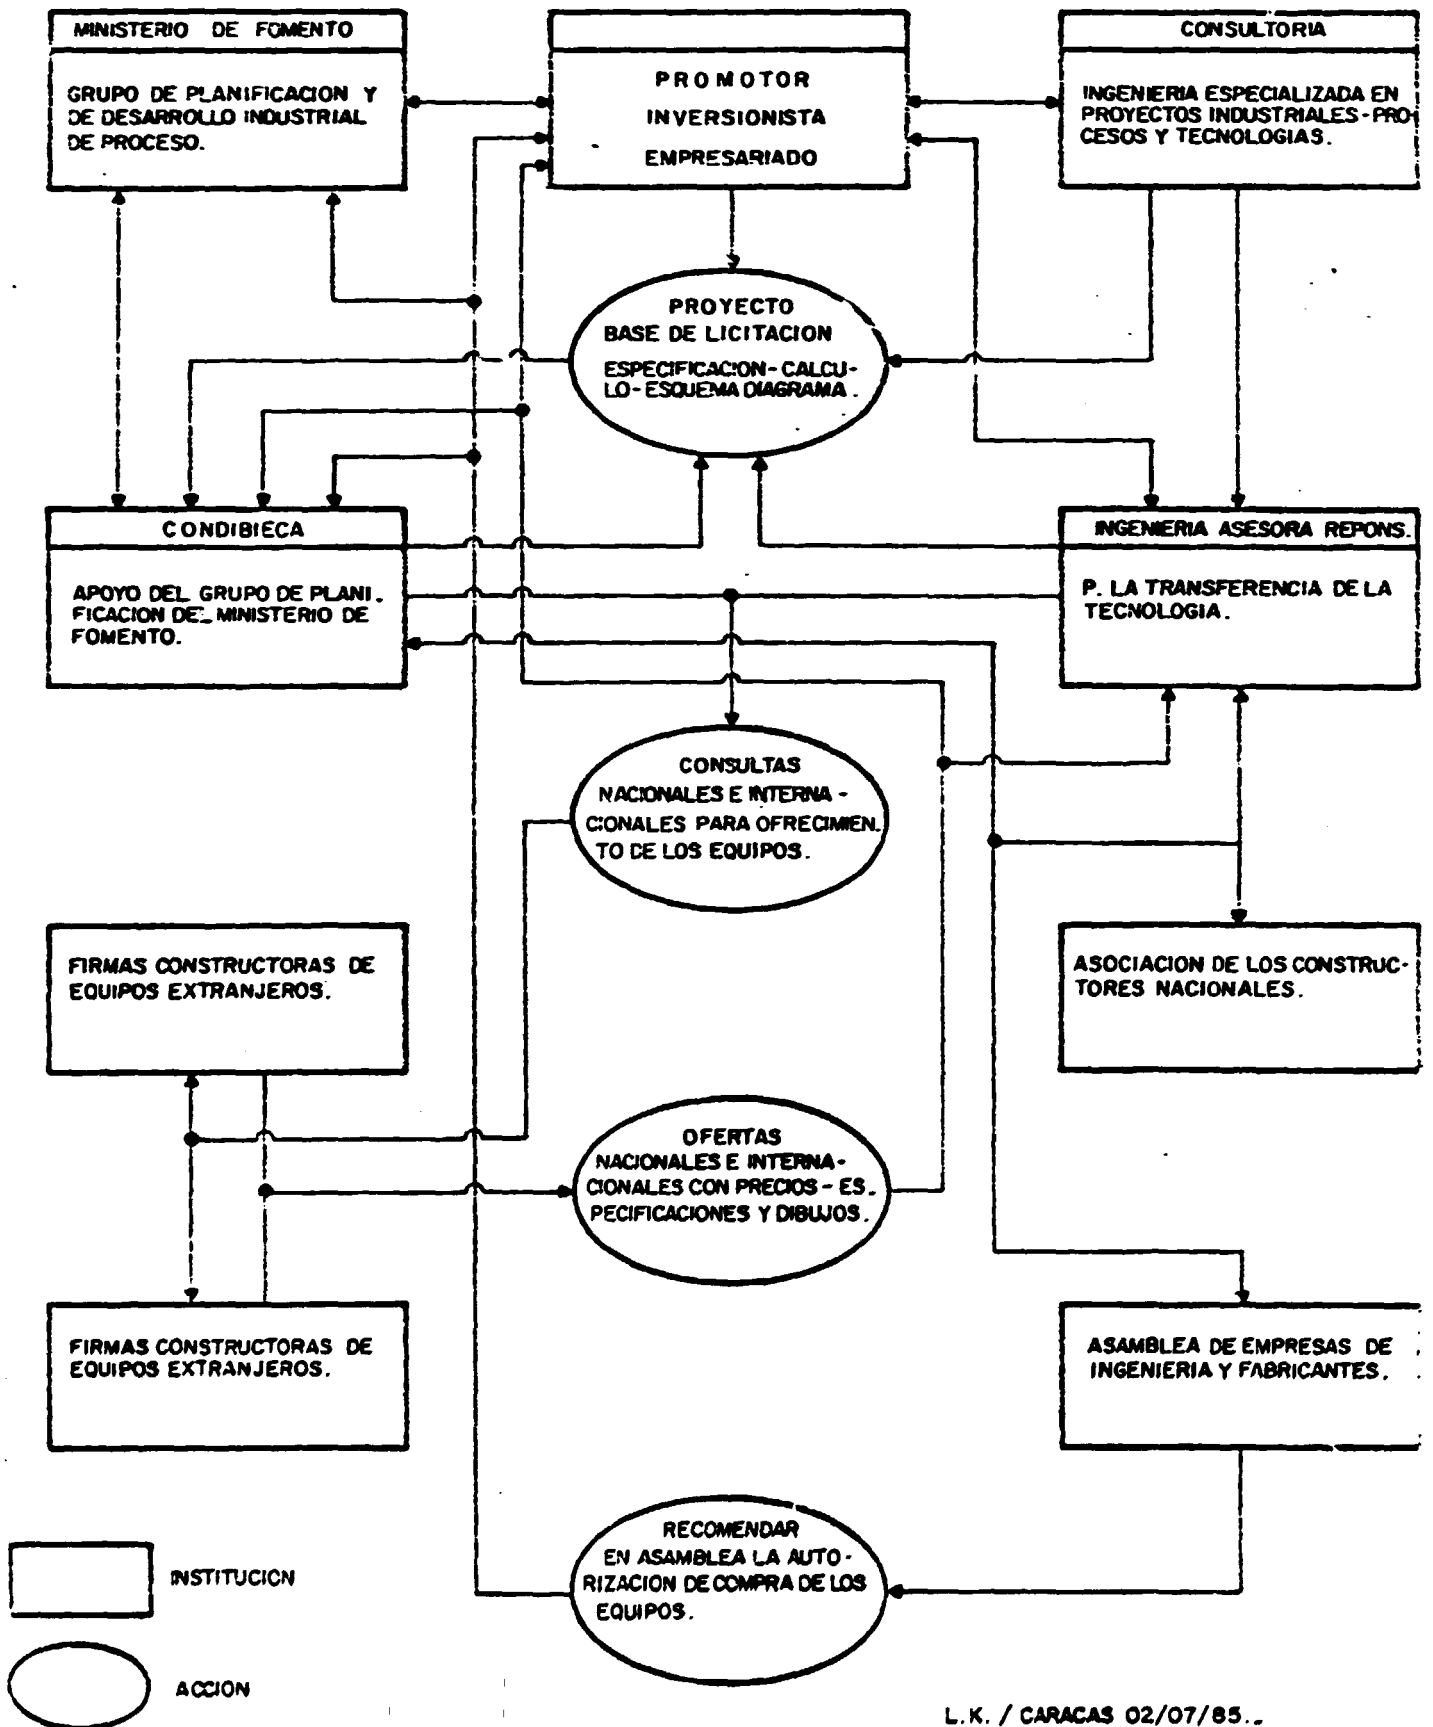 MINISTERIO DE FOMENTO
GRUPO DE PLANIFICACION Y
DE DESARROLLO INDUSTRIAL
DE PROCESO.
PROMOTOR
INVERSIONISTA
EMPRESARIADO
CONSULTORIA
INGENIERIA ESPECIALIZADA EN
PROYECTOS INDUSTRIALES-PRO-
CESOS Y TECNOLOGIAS.
PROYECTO
BASE DE LICITACION
ESPECIFICACION-CALCU-
LO-ESQUEMA DIAGRAMA.
CONDIBIECA
APOYO DEL GRUPO DE PLANI.
FICACION DEL MINISTERIO DE
FOMENTO.
INGENIERIA ASESORA REPONS.
P. LA TRANSFERENCIA DE LA
TECNOLOGIA.
CONSULTAS
NACIONALES E INTERNA-
CIONALES PARA OFRECIMIEN.
TO DE LOS EQUIPOS.
FIRMAS CONSTRUCTORAS DE
EQUIPOS EXTRANJEROS.
ASOCIACION DE LOS CONSTRUC-
TORES NACIONALES.
OFERTAS
NACIONALES E INTERNA-
CIONALES CON PRECIOS-ES.
PECIFICACIONES Y DIBUJOS.
FIRMAS CONSTRUCTORAS DE
EQUIPOS EXTRANJEROS.
ASAMBLEA DE EMPRESAS DE
INGENIERIA Y FABRICANTES.
RECOMENDAR
EN ASAMBLEA LA AUTO-
RIZACION DE COMPRA DE LOS
EQUIPOS.
INSTITUCION
ACCION
L.K. / CARACAS 02/07/85.-